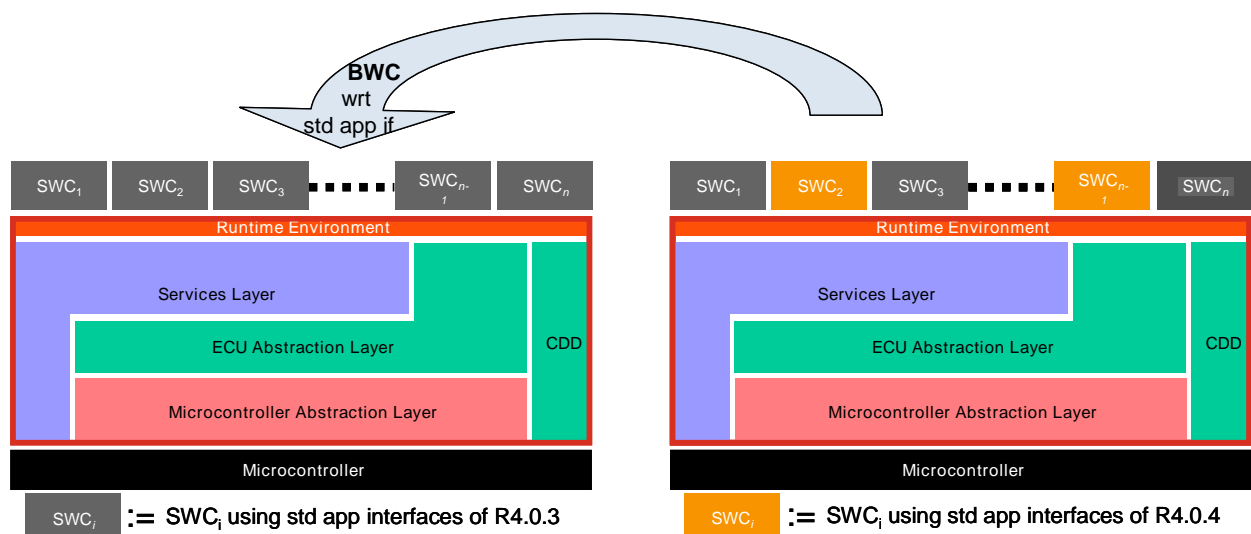 BWC
wrt
std app if
SWC1 SWC2 SWC3 SWCn-1 SWCn
Runtime Environment
Services Layer
ECU Abstraction Layer
CDD
Microcontroller Abstraction Layer
Microcontroller
SWCi := SWCi using std app interfaces of R4.0.3
SWC1 SWC2 SWC3 SWCn-1 SWCn
Runtime Environment
Services Layer
ECU Abstraction Layer
CDD
Microcontroller Abstraction Layer
Microcontroller
SWCi := SWCi using std app interfaces of R4.0.4